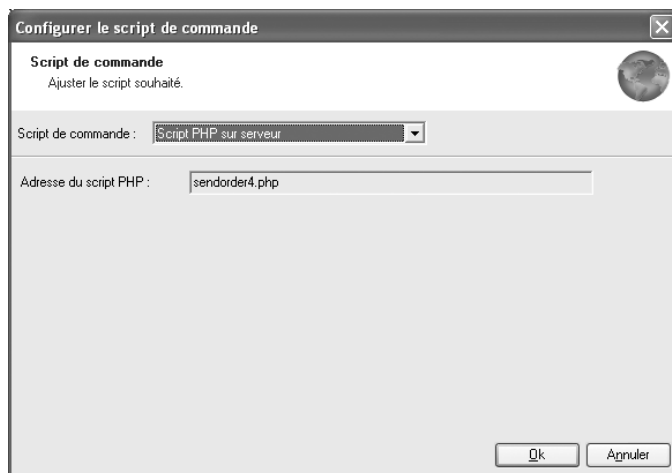 Configurer le script de commande
Script de commande
Ajuster le script souhaité.
Script de commande : Script PHP sur serveur
Adresse du script PHP : sendorder4.php
Ok Annuler